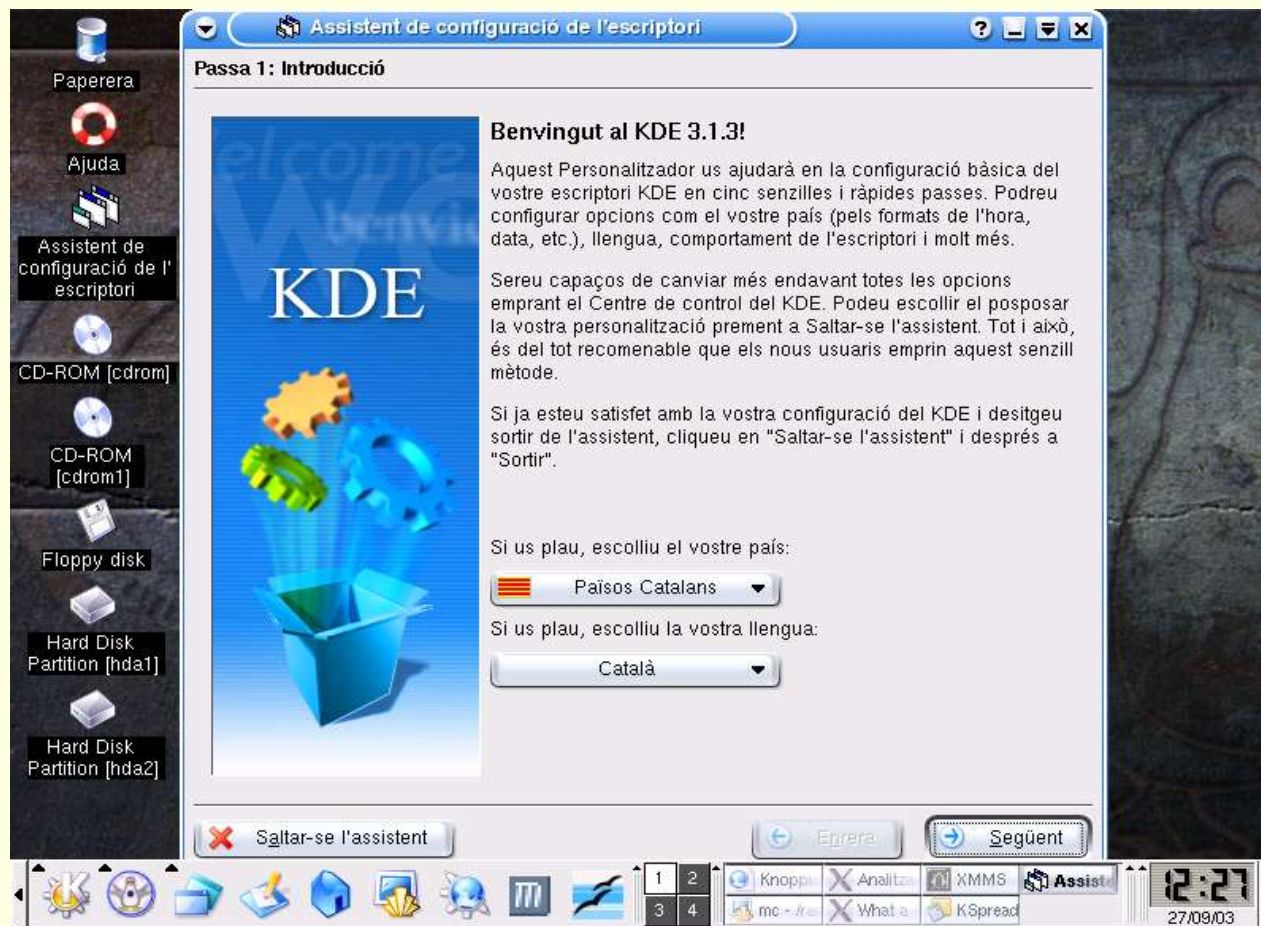 Paperera
Ajuda
Assistent de
configuració de l'
escriptori
CD-ROM [cdrom]
CD-ROM
[cdrom1]
Floppy disk
Hard Disk
Partition [hda1]
Hard Disk
Partition [hda2]
Assistent de configuració de l'escriptori
Passa 1: Introducció
KDE
Benvingut al KDE 3.1.3!
Aquest Personalitzador us ajudarà en la configuració bàsica del
vostre escriptori KDE en cinc senzilles i ràpides passes. Podreu
configurar opcions com el vostre país (pels formats de l'hora,
data, etc.), llengua, comportament de l'escriptori i molt més.
Sereu capaços de canviar més endavant totes les opcions
emprant el Centre de control del KDE. Podeu escollir el posposar
la vostra personalització prement a Saltar-se l'assistent. Tot i això,
és del tot recomenable que els nous usuaris emprin aquest senzill
mètode.
Si ja esteu satisfet amb la vostra configuració del KDE i desitgeu
sortir de l'assistent, cliqueu en "Saltar-se l'assistent" i després a
"Sortir".
Si us plau, escolliu el vostre país:
Països Catalans
Si us plau, escolliu la vostra llengua:
Català
Saltar-se l'assistent
Enrera
Següent
1 2
3 4
Knopp
Analitza
XMMS
Assiste
mc -
What a
KSpread
12:27
27/09/03